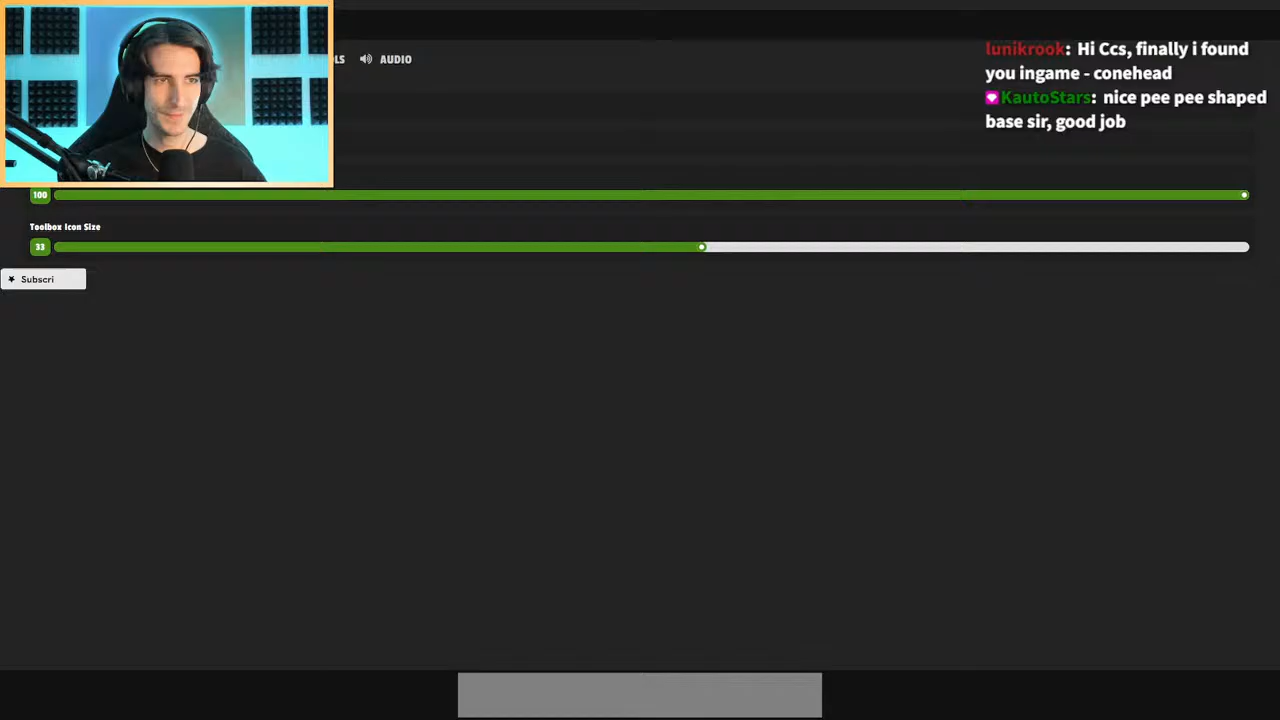 LS AUDIO
lunikrook: Hi Ccs, finally i found
you ingame - conehead
KautoStars: nice pee pee shaped
base sir, good job
100
Toolbox Icon Size
33
Subscri